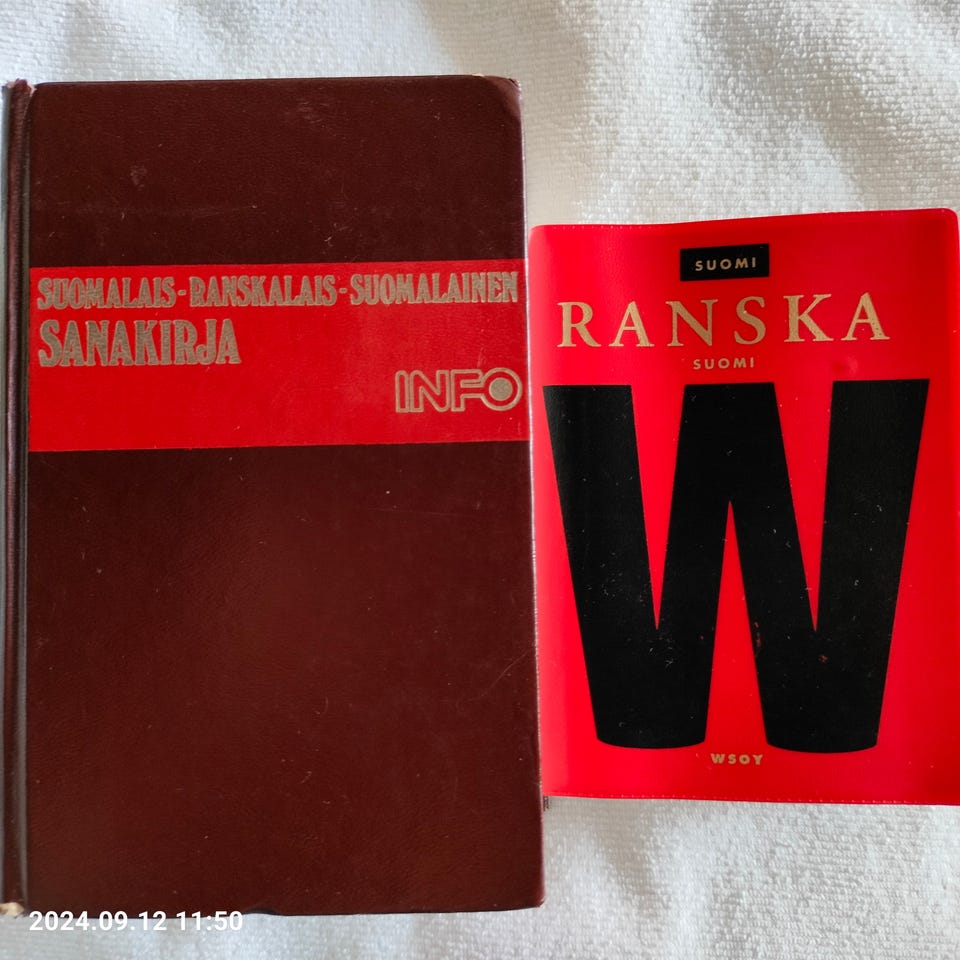 SUOMALAIS-RANSKALAIS-SUOMALAINEN
SANAKIRJA
INFO
SUOMI
RANSKA
SUOMI
W
WSOY
2024.09.12 11:50